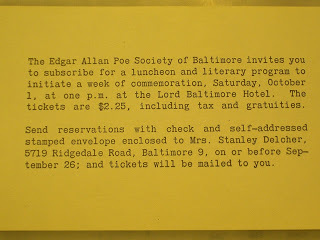 The Edgar Allan Poe Society of Baltimore invites you
to subscribe for a luncheon and literary program to
initiate a week of commemoration, Saturday, October
1, at one p.m. at the Lord Baltimore Hotel. The
tickets are $2.25, including tax and gratuities.
Send reservations with check and self-addressed
stamped envelope enclosed to Mrs. Stanley Delcher,
5719 Ridgedale Road, Baltimore 9, on or before Sep-
tember 26; and tickets will be mailed to you.